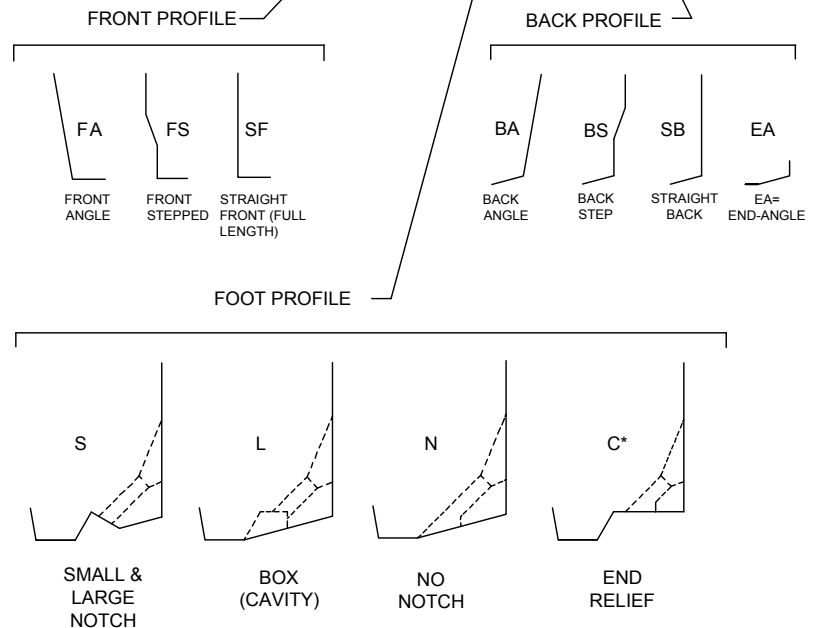 FRONT PROFILE
BACK PROFILE
FA
FS
SF
BA
BS
SB
EA
FRONT
ANGLE
FRONT
STEPPED
STRAIGHT
FRONT (FULL
LENGTH)
BACK
ANGLE
BACK
STEP
STRAIGHT
BACK
EA=
END-ANGLE
FOOT PROFILE
S
L
N
C*
SMALL &
LARGE
NOTCH
BOX
(CAVITY)
NO
NOTCH
END
RELIEF